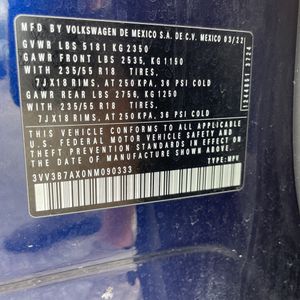 MFD BY VOLKSWAGEN DE MEXICO S.A. DE C.V. MEXICO 03/22
GVWR LBS 5181 KG 2350
GAWR FRONT LBS 2535, KG 1150
WITH 235/55 R18 TIRES,
7JX18 RIMS, AT 250 KPA, 36 PSI COLD
GAWR REAR LBS 2756, KG 1250
WITH 235/55 R18 TIRES,
7JX18 RIMS, AT 250 KPA, 36 PSI COLD
THIS VEHICLE CONFORMS TO ALL APPLICABLE
U.S. FEDERAL MOTOR VEHICLE SAFETY AND
THEFT PREVENTION STANDARDS IN EFFECT
ON THE DATE OF MANUFACTURE SHOWN ABOVE.
3VV3B7AX0NM090333
TYPE: MPV